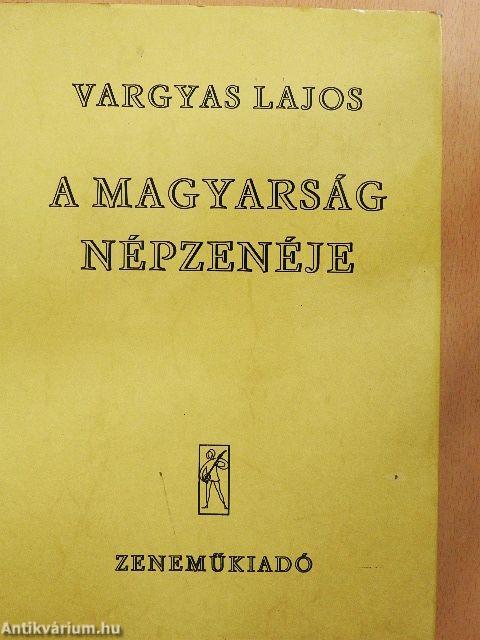 VARGYAS LAJOS
A MAGYARSÁG
NÉPZENÉJE
ZENEMŰKIADÓ
Antikvárium.hu